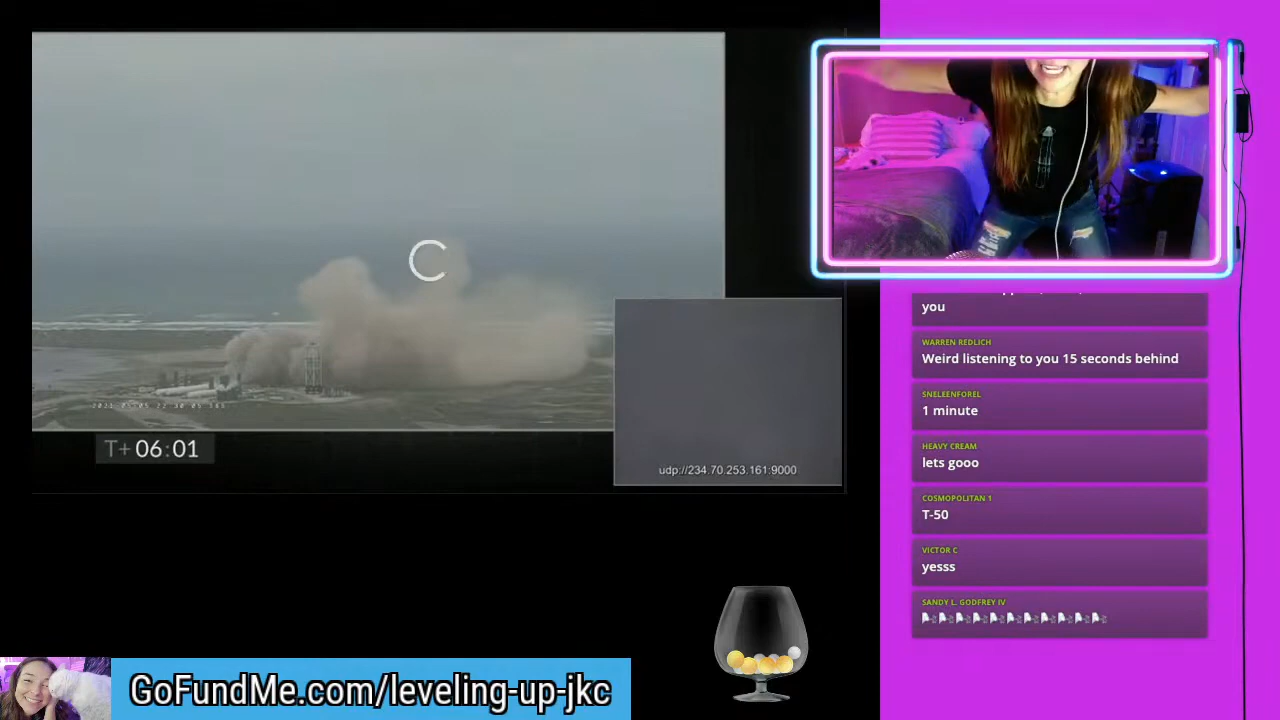 T+ 06:01
udp://234.70.253.161:9000
you
WARREN REDLICH
Weird listening to you 15 seconds behind
SNELEENFOREL
1 minute
HEAVY CREAM
lets gooo
COSMOPOLITAN 1
T-50
VICTOR C
yesss
SANDY L. GODFREY IV
GoFundMe.com/leveling-up-jkc